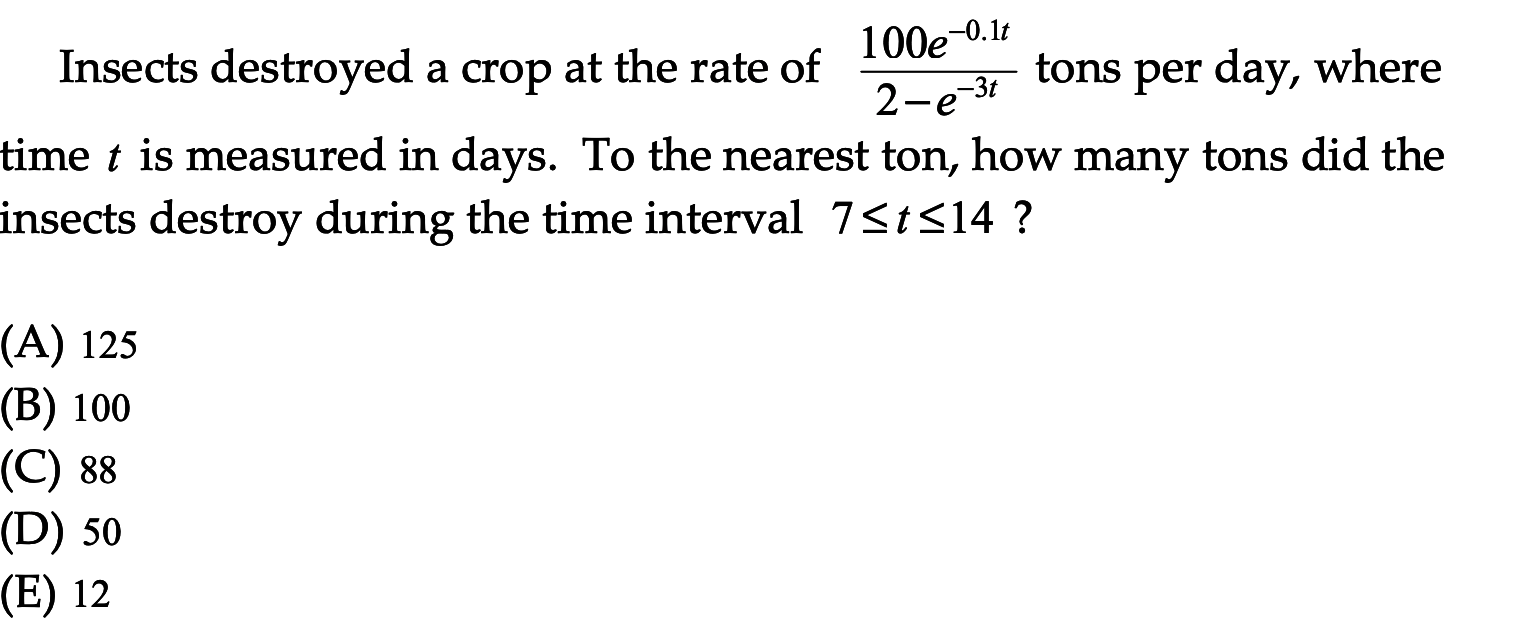 Insects destroyed a crop at the rate of \frac{100e^{-0.1t}}{2-e^{-3t}} tons per day, where
time t is measured in days. To the nearest ton, how many tons did the
insects destroy during the time interval 7≤t≤14 ?
(A) 125
(B) 100
(C) 88
(D) 50
(E) 12